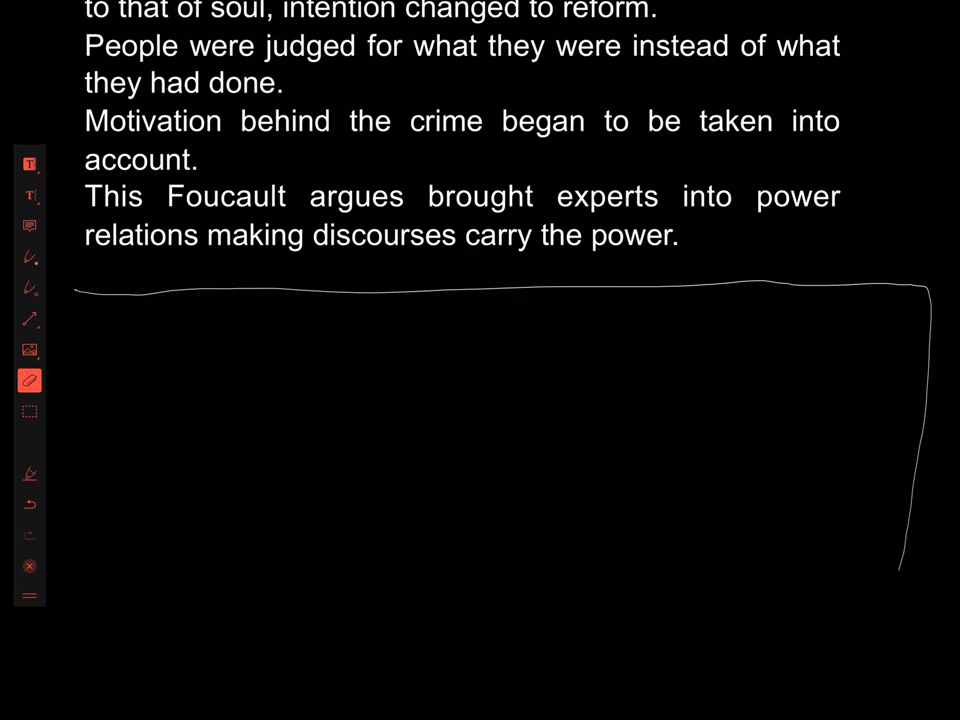 to that of soul, intention changed to reform.
People were judged for what they were instead of what
they had done.
Motivation behind the crime began to be taken into
account.
This Foucault argues brought experts into power
relations making discourses carry the power.
T
T